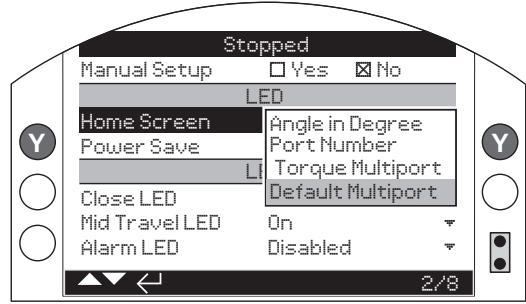 Stopped
Manual Setup Yes No
LED
Home Screen Angle in Degree
Port Number
Power Save
Torque Multiport
Default Multiport
Close LED
Mid Travel LED On
Alarm LED Disabled
2/8
Y
Y